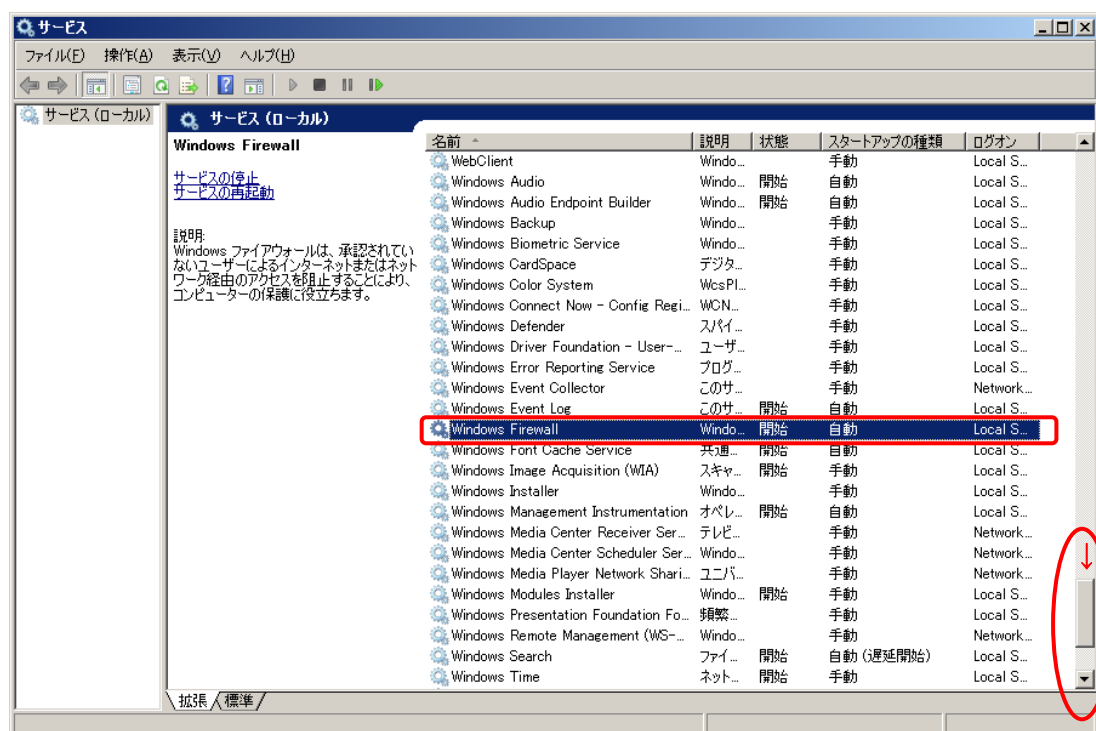 サービス
ファイル(F) 操作(A) 表示(V) ヘルプ(H)
サービス (ローカル)
サービス (ローカル)
Windows Firewall
サービスの停止
サービスの再起動
説明:
Windows ファイアウォールは、承認されてい
ないユーザーによるインターネットまたはネット
ワーク経由のアクセスを阻止することにより、
コンピューターの保護に役立ちます。
名前 説明 状態 スタートアップの種類 ログオン
WebClient Windo... 手動 Local S...
Windows Audio Windo... 開始 自動 Local S...
Windows Audio Endpoint Builder Windo... 開始 自動 Local S...
Windows Backup Windo... 手動 Local S...
Windows Biometric Service Windo... 手動 Local S...
Windows CardSpace デジタ... 手動 Local S...
Windows Color System WcsPl... 手動 Local S...
Windows Connect Now - Config Regi... WCN... 手動 Local S...
Windows Defender スパイ... 手動 Local S...
Windows Driver Foundation - User-... ユーザ... 手動 Local S...
Windows Error Reporting Service プログ... 手動 Local S...
Windows Event Collector このサ... 手動 Network...
Windows Event Log このサ... 開始 自動 Local S...
Windows Firewall Windo... 開始 自動 Local S...
Windows Font Cache Service 共通... 開始 自動 Local S...
Windows Image Acquisition (WIA) スキャ... 開始 手動 Local S...
Windows Installer Windo... 手動 Local S...
Windows Management Instrumentation オペレ... 開始 自動 Local S...
Windows Media Center Receiver Ser... テレビ... 手動 Network...
Windows Media Center Scheduler Ser... Windo... 手動 Network...
Windows Media Player Network Shari... ユニバ... 手動 Network...
Windows Modules Installer Windo... 開始 手動 Local S...
Windows Presentation Foundation Fo... 頻繁... 手動 Local S...
Windows Remote Management (WS-... Windo... 手動 Network...
Windows Search ファイ... 開始 自動 (遅延開始) Local S...
Windows Time ネット... 開始 手動 Local S...
↓
拡張 標準